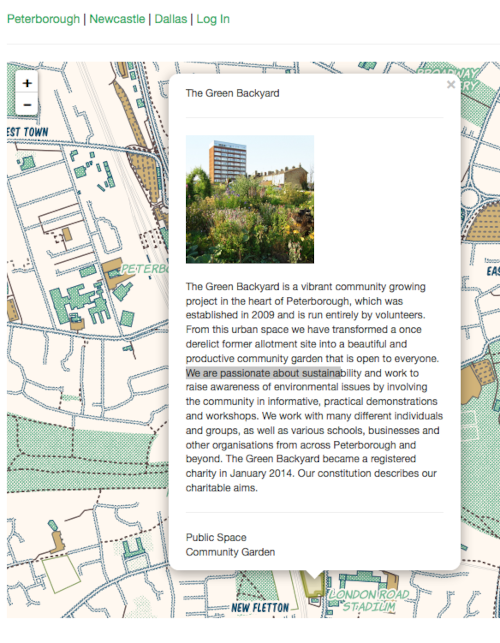 Peterborough | Newcastle | Dallas | Log In
+
−
BROADWAY
×
The Green Backyard
EST TOWN
PETERB
EAS
The Green Backyard is a vibrant community growing
project in the heart of Peterborough, which was
established in 2009 and is run entirely by volunteers.
From this urban space we have transformed a once
derelict former allotment site into a beautiful and
productive community garden that is open to everyone.
We are passionate about sustainability and work to
raise awareness of environmental issues by involving
the community in informative, practical demonstrations
and workshops. We work with many different individuals
and groups, as well as various schools, businesses and
other organisations from across Peterborough and
beyond. The Green Backyard became a registered
charity in January 2014. Our constitution describes our
charitable aims.
Public Space
Community Garden
NEW FLETTON
LONDON ROAD
STADIUM